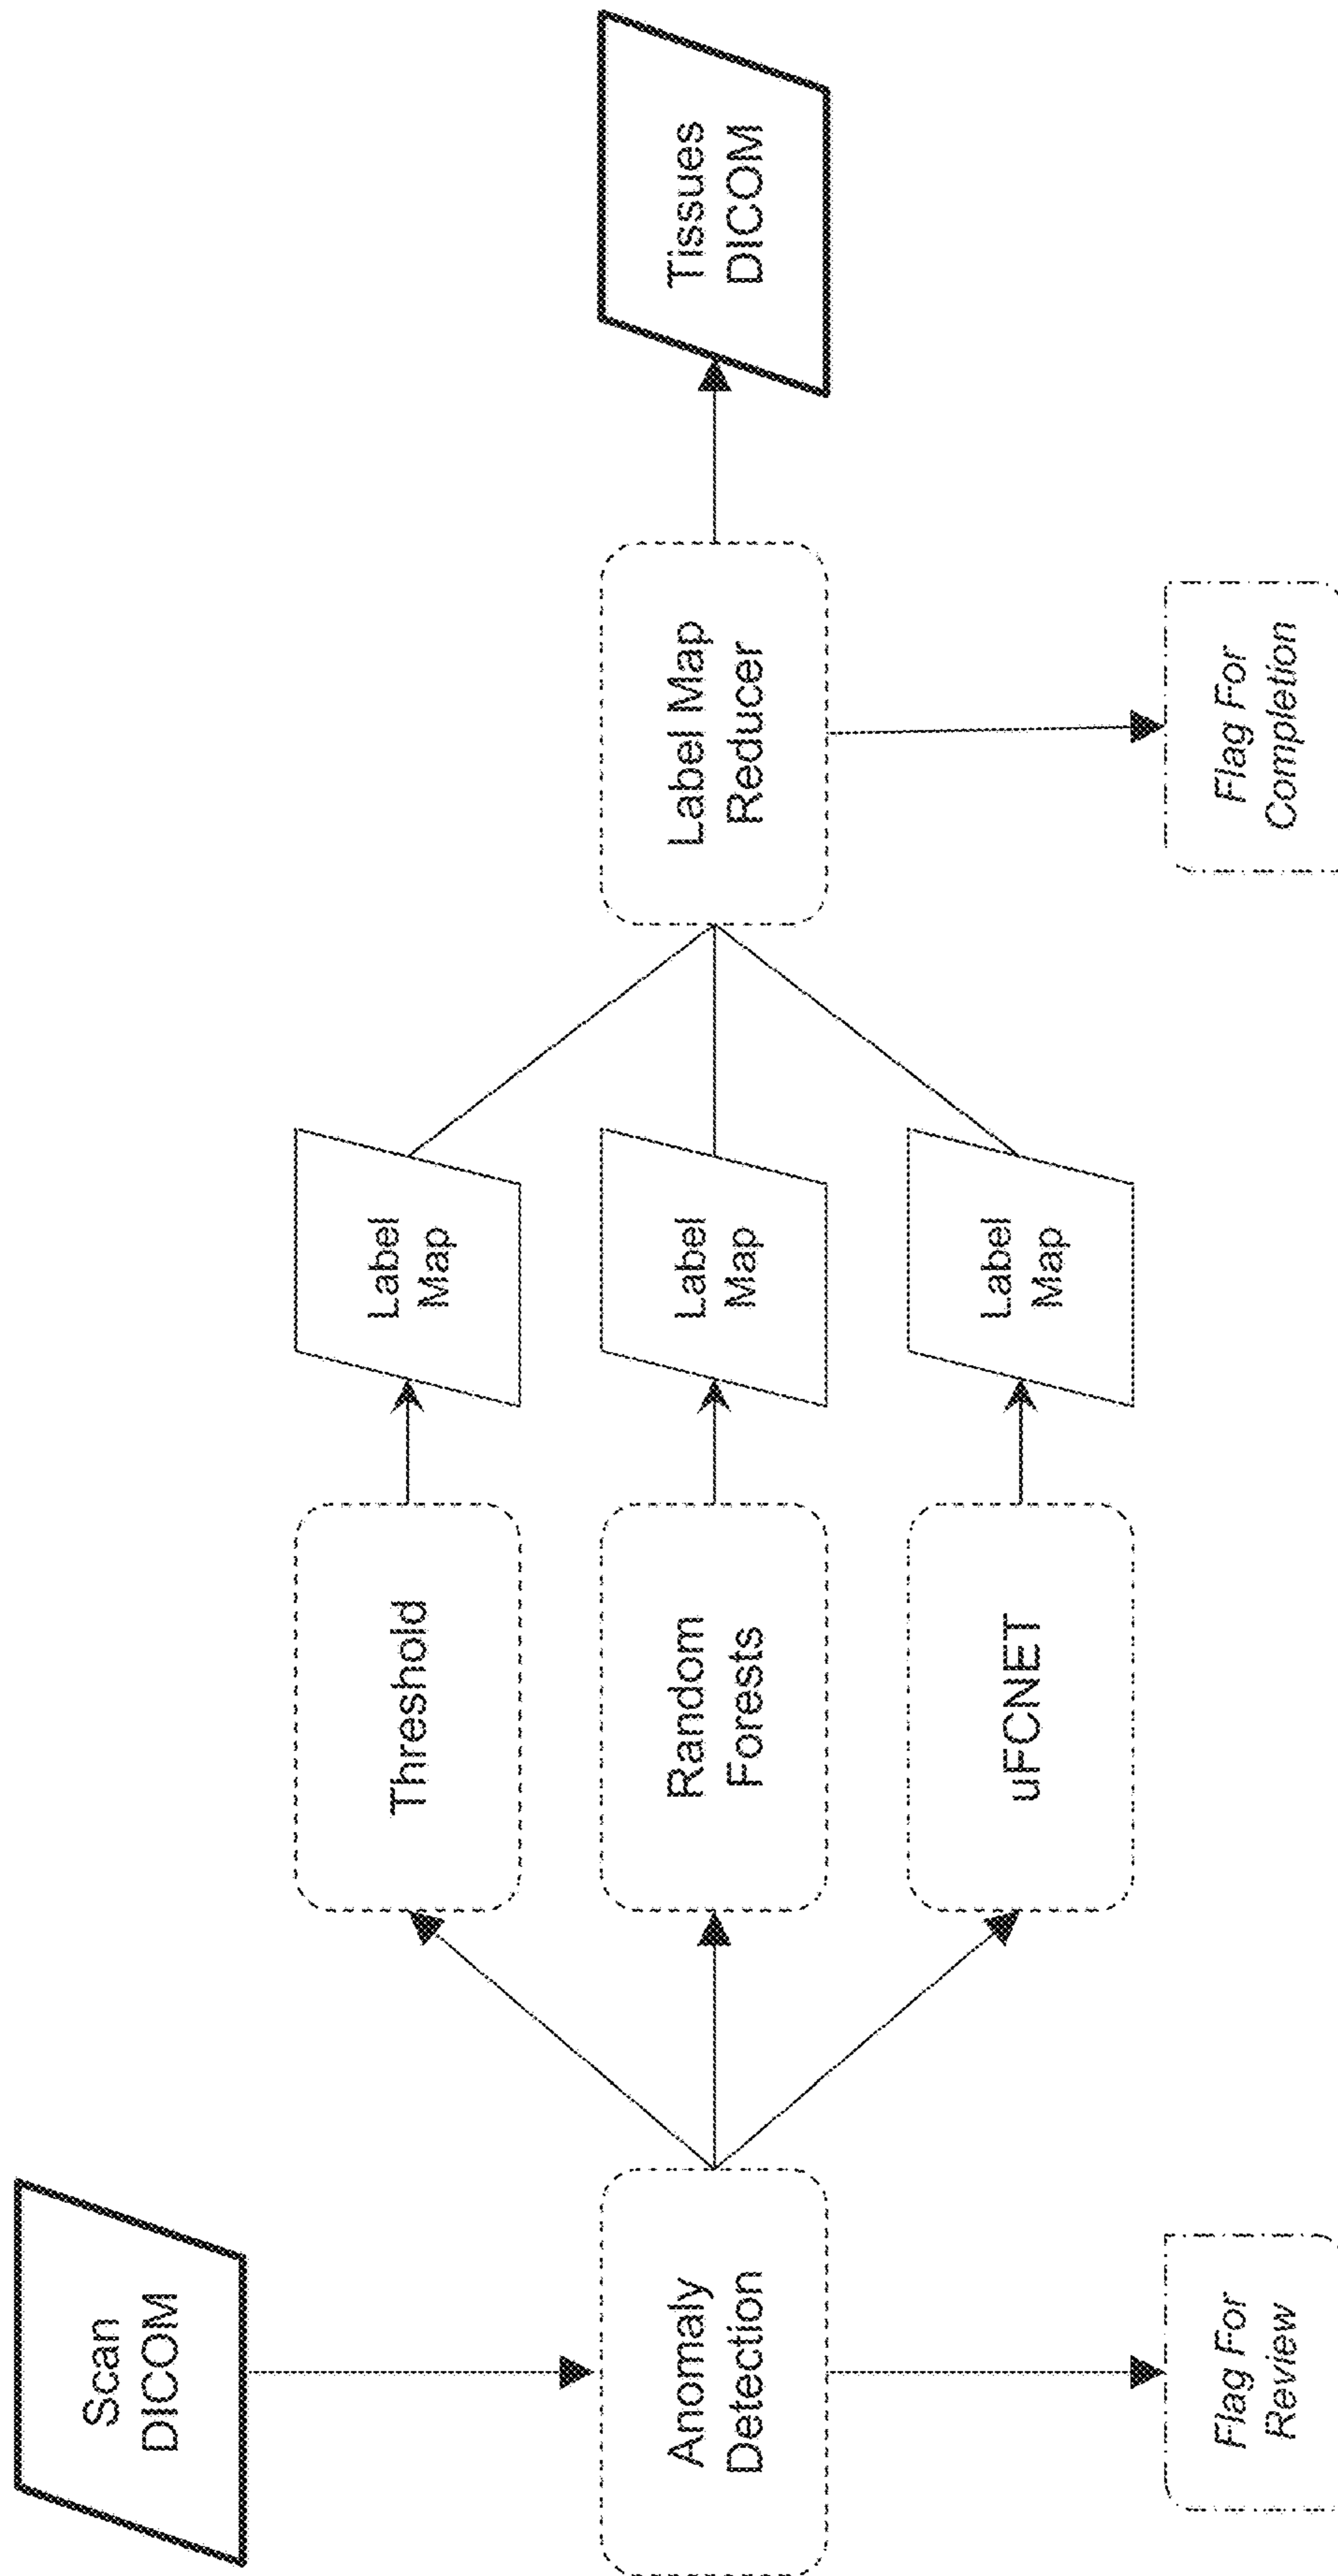 Scan
DICOM
Anomaly
Detection
Flag For
Review
Threshold
Random
Forests
uFCNET
Label
Map
Label
Map
Label
Map
Label Map
Reducer
Flag For
Completion
Tissues
DICOM